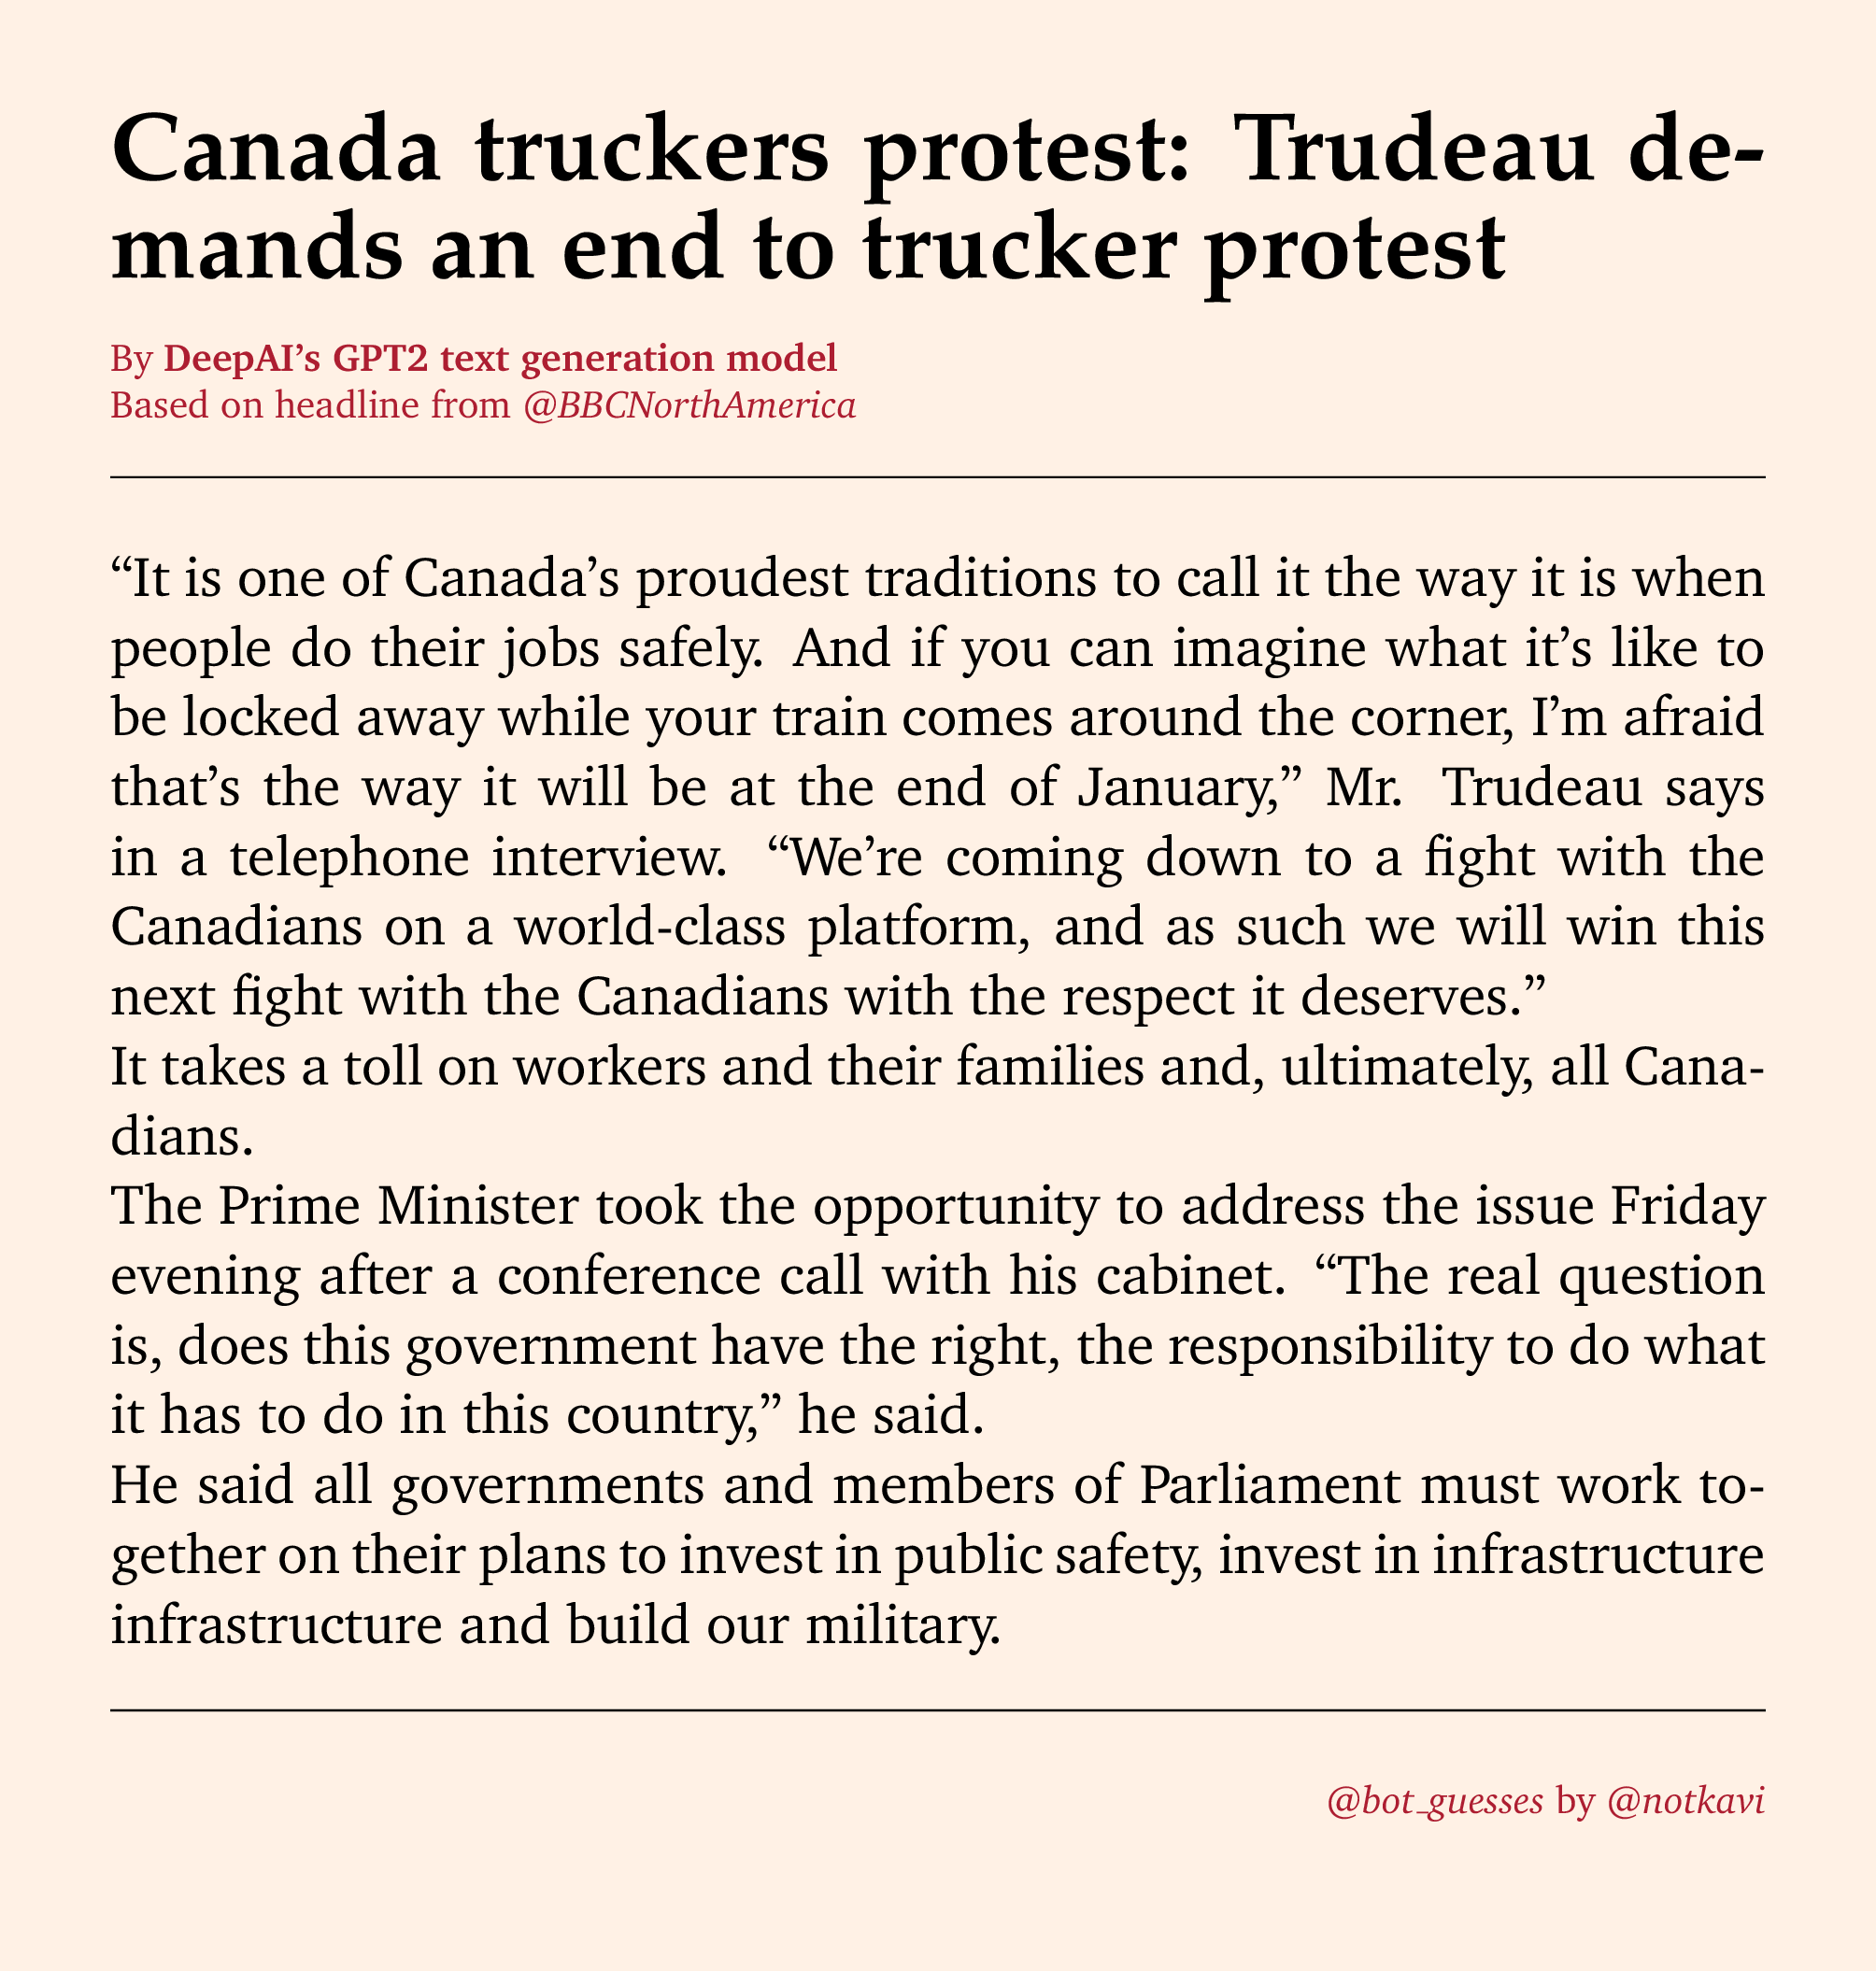 Canada truckers protest: Trudeau de-
mands an end to trucker protest
By DeepAI’s GPT2 text generation model
Based on headline from @BBCNorthAmerica
“It is one of Canada’s proudest traditions to call it the way it is when
people do their jobs safely. And if you can imagine what it’s like to
be locked away while your train comes around the corner, I’m afraid
that’s the way it will be at the end of January,” Mr. Trudeau says
in a telephone interview. “We’re coming down to a fight with the
Canadians on a world-class platform, and as such we will win this
next fight with the Canadians with the respect it deserves.”
It takes a toll on workers and their families and, ultimately, all Cana-
dians.
The Prime Minister took the opportunity to address the issue Friday
evening after a conference call with his cabinet. “The real question
is, does this government have the right, the responsibility to do what
it has to do in this country,” he said.
He said all governments and members of Parliament must work to-
gether on their plans to invest in public safety, invest in infrastructure
infrastructure and build our military.
@bot_guesses by @notkavi